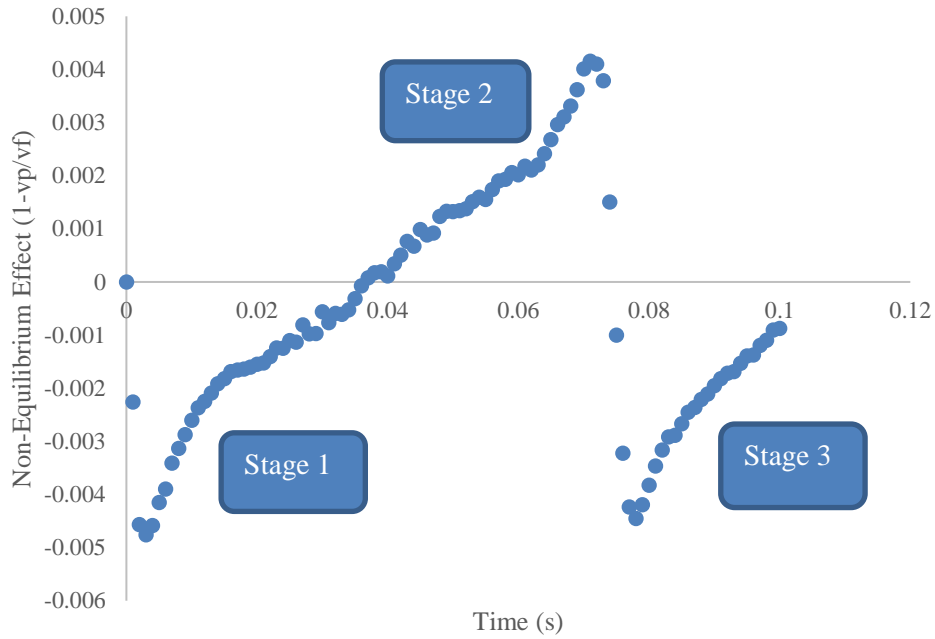 0.005
0.004
0.003
0.002
0.001
0
-0.001
-0.002
-0.003
-0.004
-0.005
-0.006
Non-Equilibrium Effect (1-vp/vf)
Stage 2
0 0.02 0.04 0.06 0.08 0.1 0.12
Stage 1
Stage 3
Time (s)